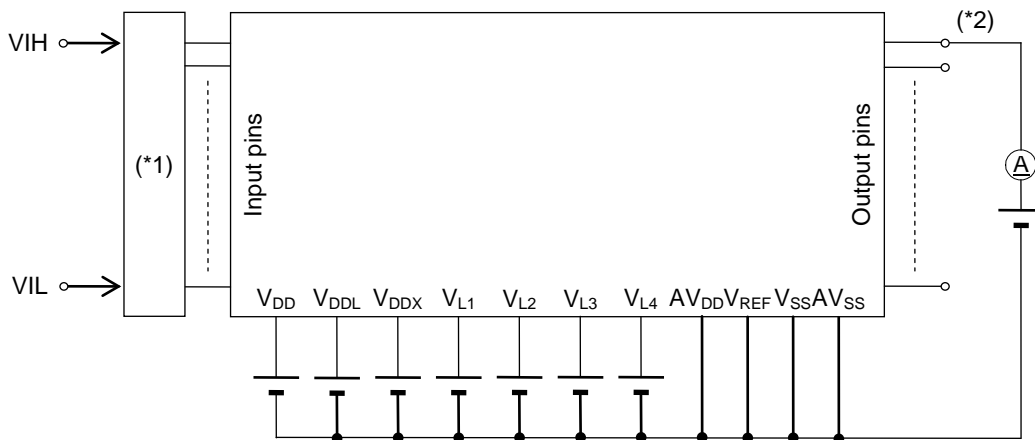 VIH
(*2)
(*1)
Input pins
Output pins
A
VIL
VDD VDDL VDDX VL1 VL2 VL3 VL4 AVDD VREF VSS AVSS